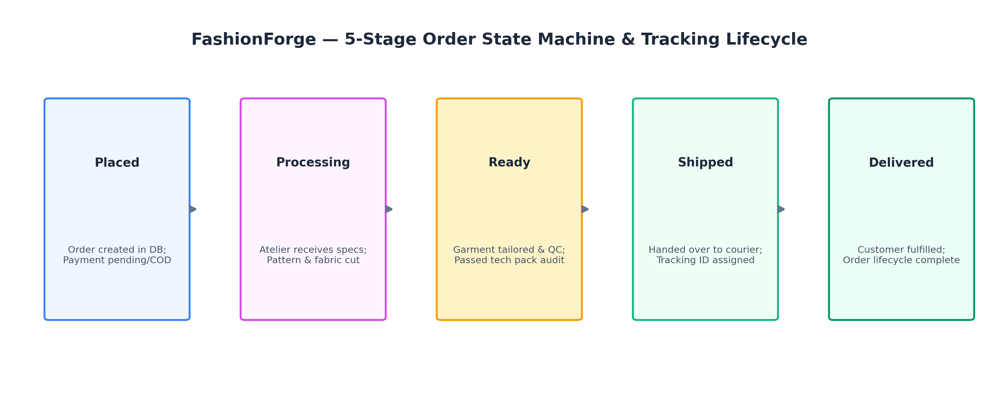 FashionForge — 5-Stage Order State Machine & Tracking Lifecycle
Placed
Order created in DB;
Payment pending/COD
Processing
Atelier receives specs;
Pattern & fabric cut
Ready
Garment tailored & QC;
Passed tech pack audit
Shipped
Handed over to courier;
Tracking ID assigned
Delivered
Customer fulfilled;
Order lifecycle complete